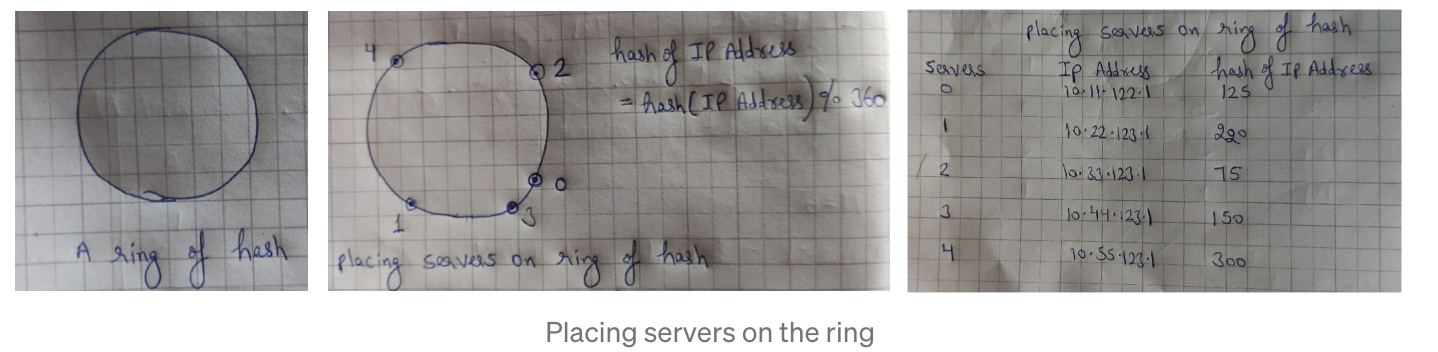 A ring of hash
4
2
0
3
1
hash of IP Address
= hash(IP Address) % 360
placing servers on ring of hash
placing servers on ring of hash
Servers IP Address hash of IP Address
0 10.11.122.1 125
1 10.22.123.1 220
2 10.33.123.1 75
3 10.44.123.1 150
4 10.55.123.1 300
Placing servers on the ring